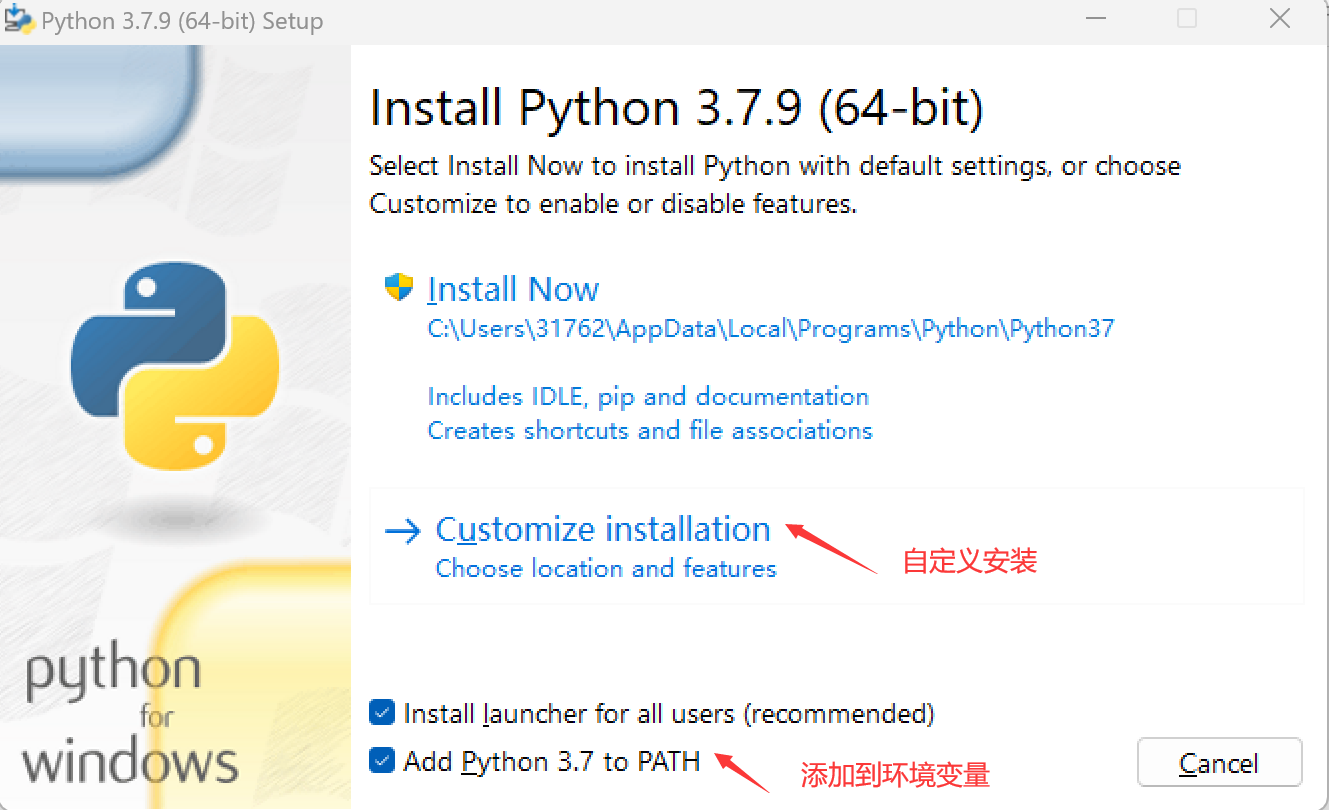 Python 3.7.9 (64-bit) Setup
Install Python 3.7.9 (64-bit)
Select Install Now to install Python with default settings, or choose
Customize to enable or disable features.
Install Now
C:\Users\31762\AppData\Local\Programs\Python\Python37
Includes IDLE, pip and documentation
Creates shortcuts and file associations
Customize installation
自定义安装
Choose location and features
python
for
windows
Install launcher for all users (recommended)
Add Python 3.7 to PATH
添加到环境变量
Cancel